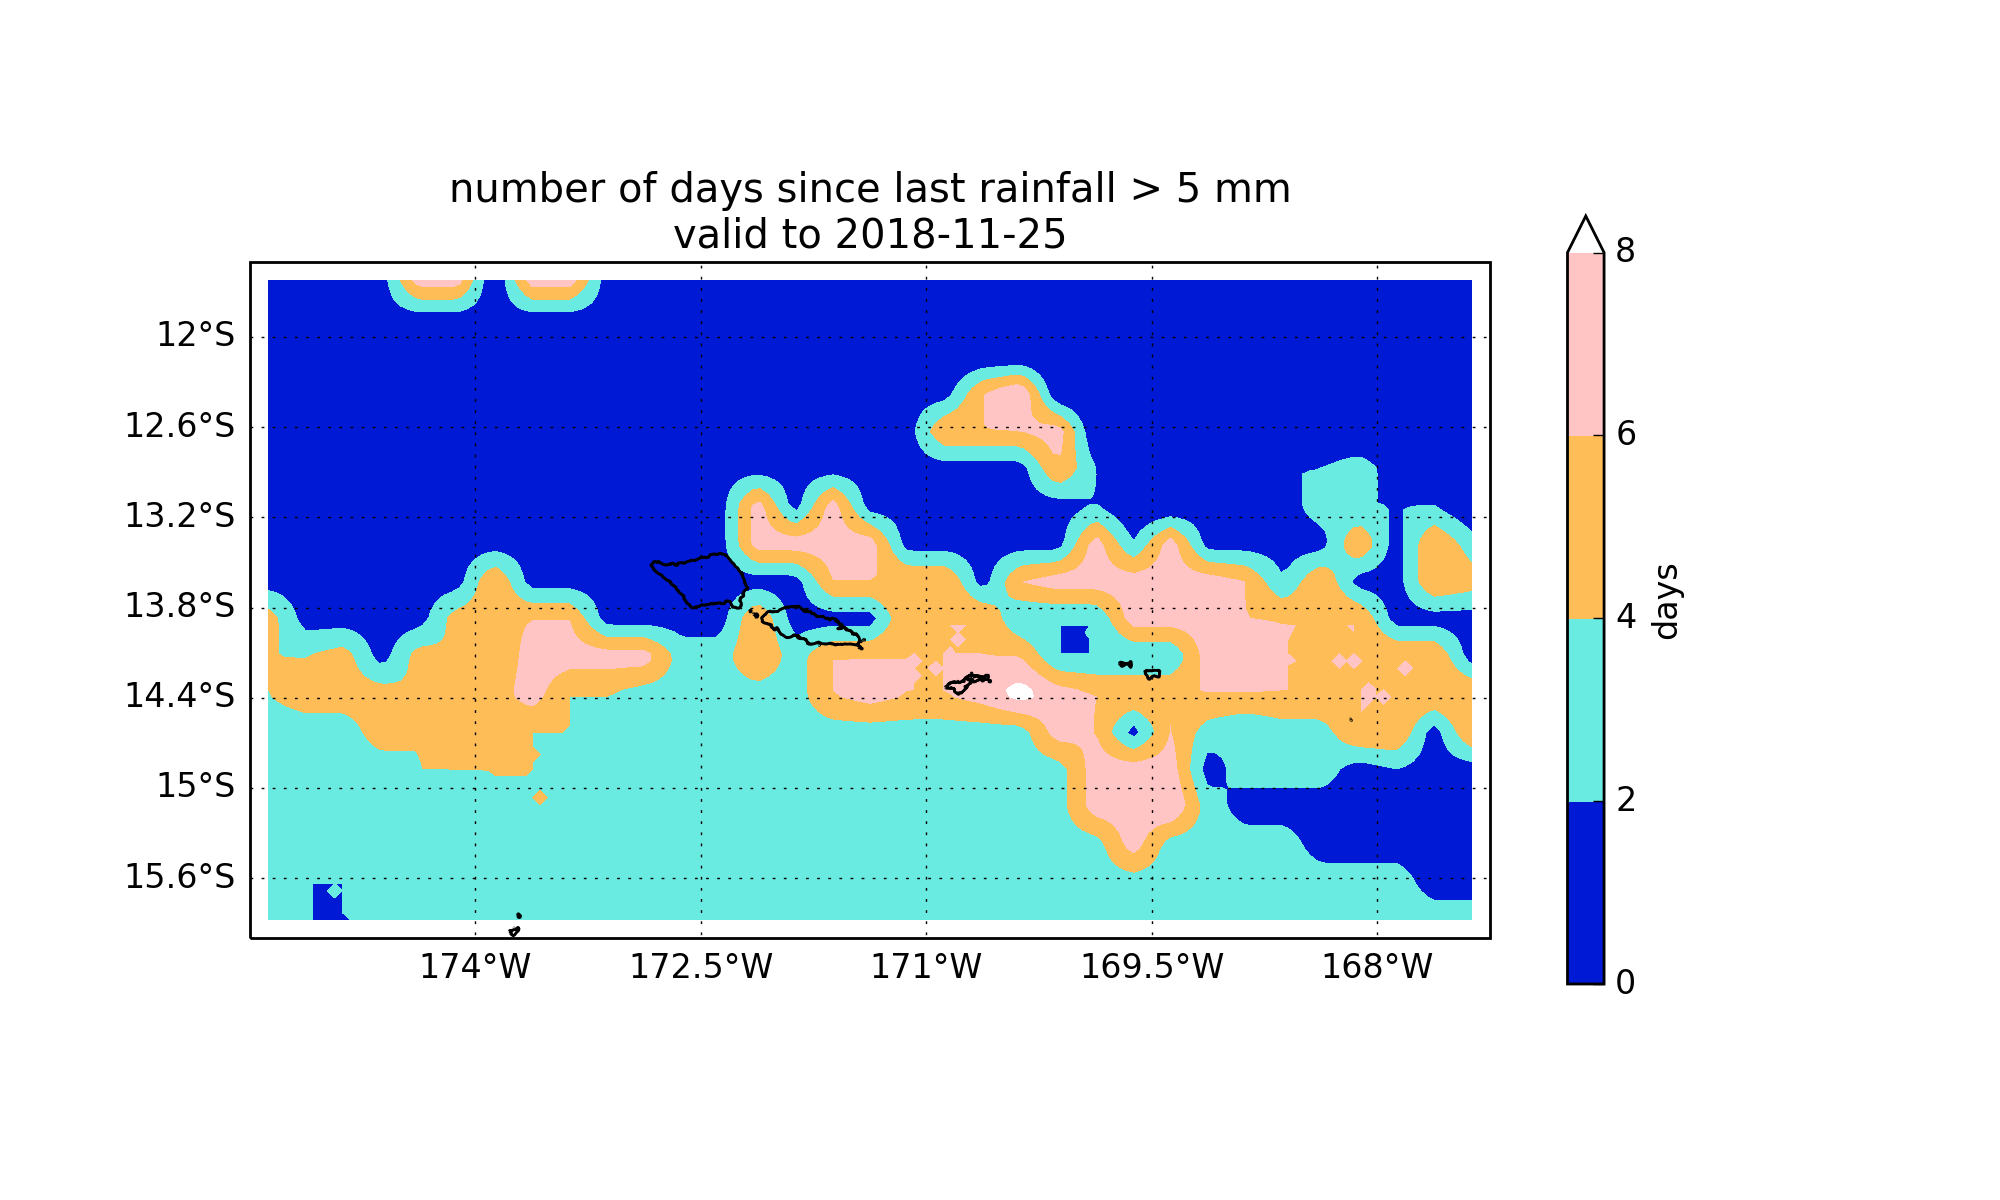 number of days since last rainfall > 5 mm
valid to 2018-11-25
12°S
12.6°S
13.2°S
13.8°S
14.4°S
15°S
15.6°S
174°W 172.5°W 171°W 169.5°W 168°W
8
6
4
2
0
days